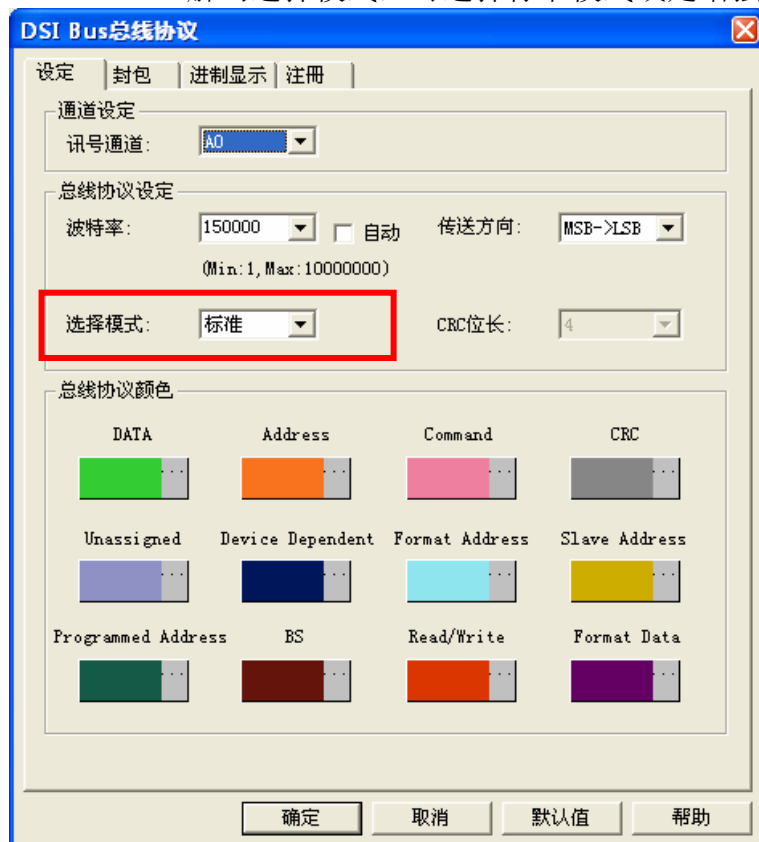 DSI Bus总线协议
设定 封包 进制显示 注冊
通道设定
讯号通道: A0
总线协议设定
波特率: 150000 自动 传送方向: MSB->LSB
(Min:1,Max:10000000)
选择模式: 标准 CRC位长: 4
总线协议颜色
DATA Address Command CRC
... ... ... ...
Unassigned Device Dependent Format Address Slave Address
... ... ... ...
Programmed Address BS Read/Write Format Data
... ... ... ...
确定 取消 默认值 帮助